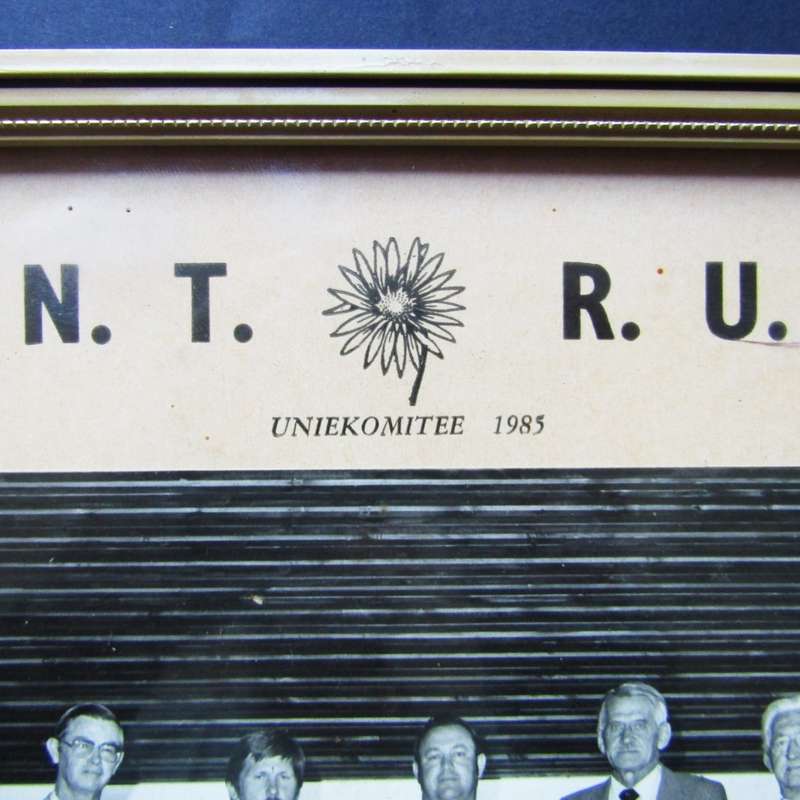 N. T. R. U.
UNIEKOMITEE 1985